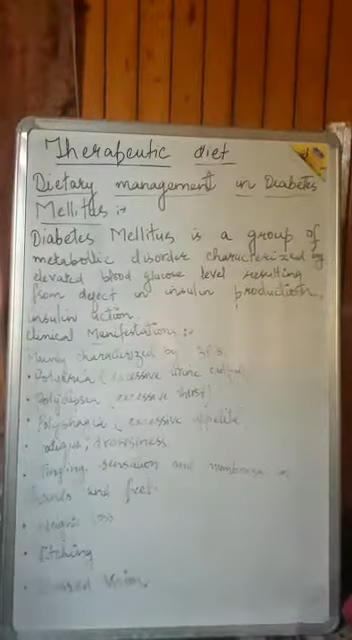 Therapeutic diet
Dietary management in Diabetes
Mellitus :-
Diabetes Mellitus is a group of
metabolic disorder characterized by
elevated blood glucose level resulting
from defect in insulin production,
insulin action.
Clinical Manifestations :-
Mainly characterized by 3P's
• Polyuria (excessive urine output)
• Polydipsia (excessive thirst)
• Polyphagia (excessive appetite
• fatigue, drowsiness
• Tingling sensation and numbness in
hands and feet
• Weight loss
• Itching
• Blurred Vision